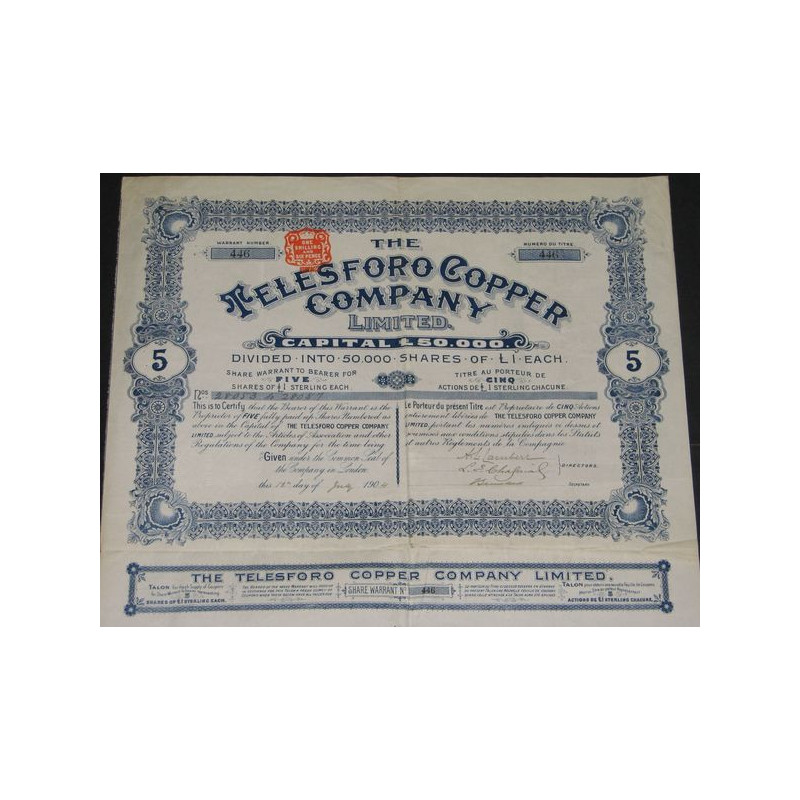 WARRANT NUMBER
446
ONE
SHILLING
AND
SIX PENCE
NUMÉRO DU TITRE
446
THE
TELESFORO COPPER
COMPANY
LIMITED.
CAPITAL £50.000.
DIVIDED · INTO · 50.000 · SHARES · OF · £1 · EACH.
5
5
SHARE WARRANT TO BEARER FOR
FIVE
SHARES OF £1 STERLING EACH.
TITRE AU PORTEUR DE
CINQ
ACTIONS DE £1 STERLING CHACUNE.
Nos
This is to Certify that the Bearer of this Warrant is the
Proprietor of FIVE fully paid up Shares Numbered as
above in the Capital of THE TELESFORO COPPER COMPANY
LIMITED, subject to the Articles of Association and other
Regulations of the Company for the time being
Given under the Common Seal of
the Company in London
this 12th day of July 190
Le Porteur du présent Titre est Propriétaire de CINQ Actions
entièrement libérées de THE TELESFORO COPPER COMPANY
LIMITED, portant les numéros indiqués ci dessus et
soumises aux conditions stipulées dans les Statuts
et autres Règlements de la Compagnie
DIRECTORS.
SECRETARY
THE TELESFORO COPPER COMPANY LIMITED.
TALON
SHARES OF £1 STERLING EACH.
SHARE WARRANT No 446
TALON
ACTIONS DE £1 STERLING CHACUNE.